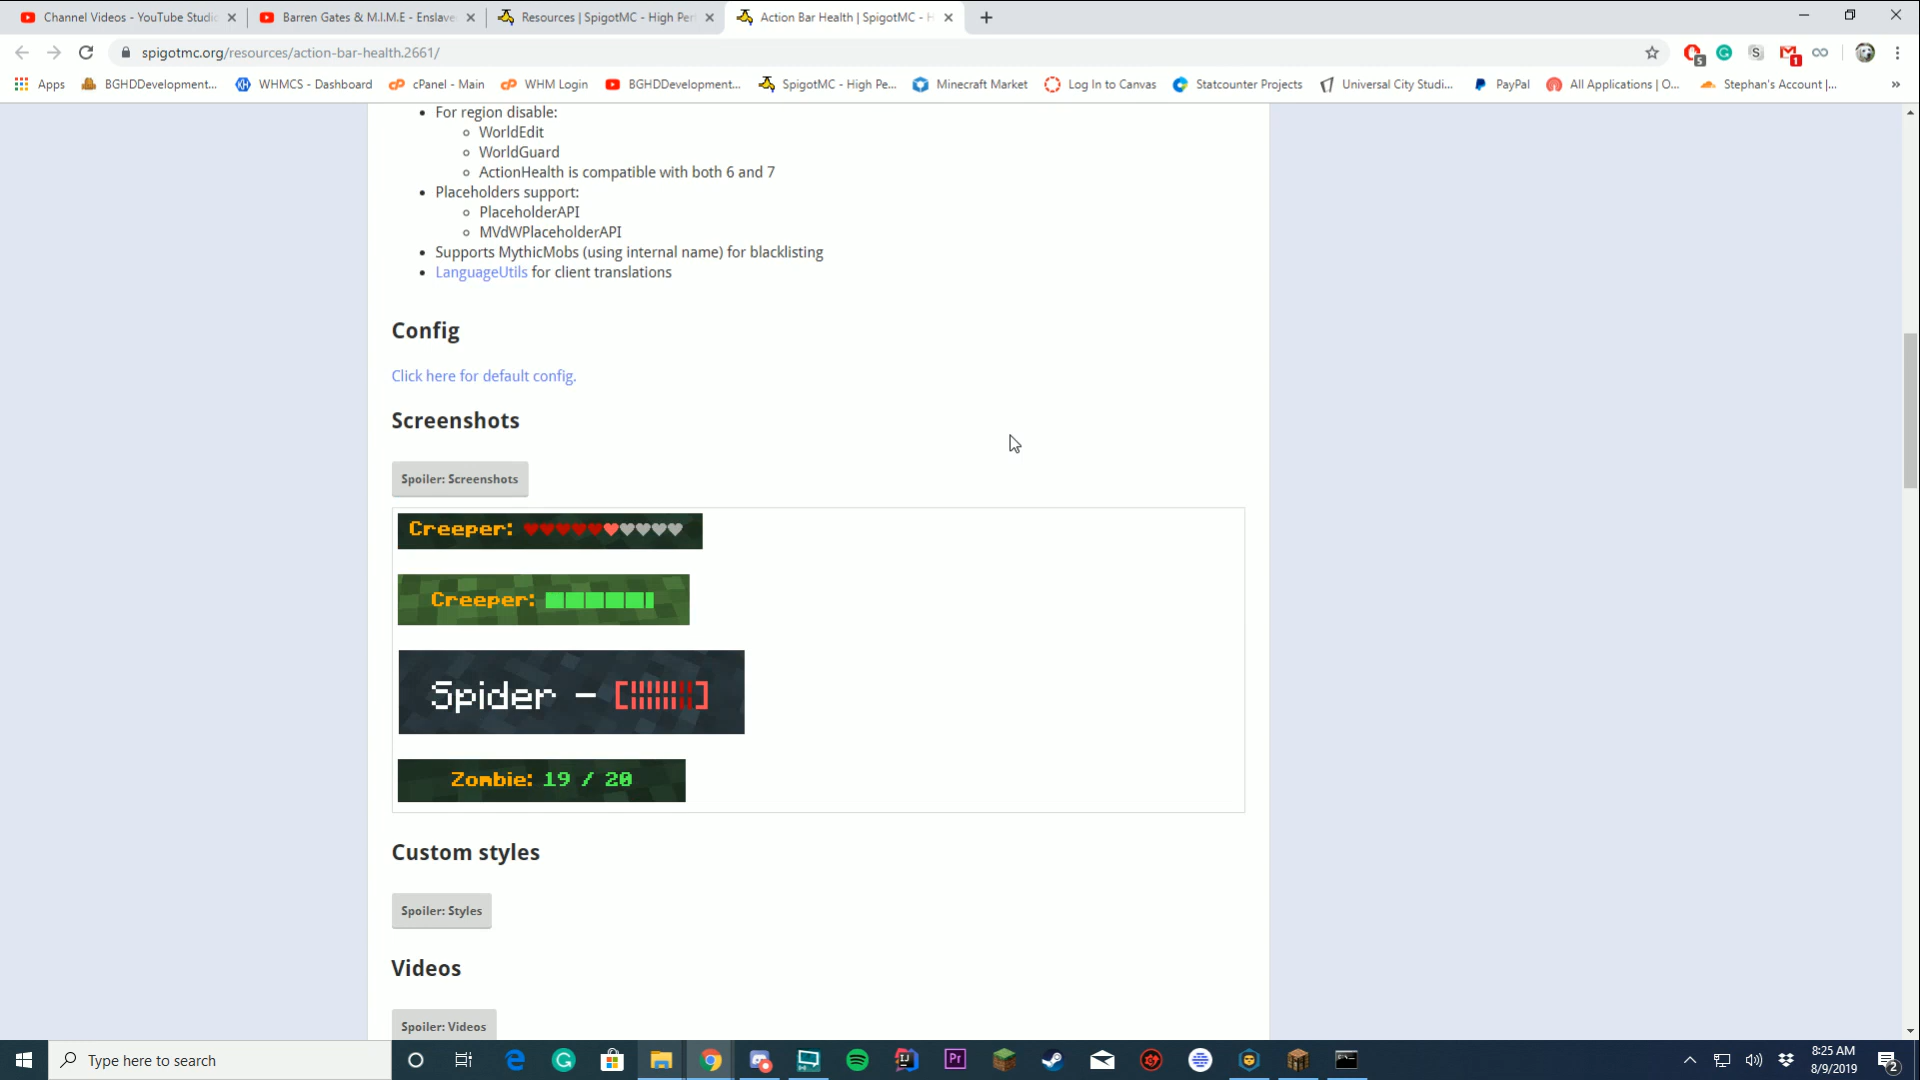 Channel Videos - YouTube Studi
Barren Gates & M.I.M.E - Enslave
Resources | SpigotMC - High Per
Action Bar Health | SpigotMC - H
spigotmc.org/resources/action-bar-health.2661/
5
S
1
Apps
BGHDDevelopment...
WHMCS - Dashboard
cPanel - Main
WHM Login
BGHDDevelopment...
SpigotMC - High Pe...
Minecraft Market
Log In to Canvas
Statcounter Projects
Universal City Studi...
PayPal
All Applications | O...
Stephan's Account |...
»
• For region disable:
WorldEdit
WorldGuard
ActionHealth is compatible with both 6 and 7
• Placeholders support:
PlaceholderAPI
MVdWPlaceholderAPI
• Supports MythicMobs (using internal name) for blacklisting
• LanguageUtils for client translations
Config
Click here for default config.
Screenshots
Spoiler: Screenshots
Creeper: ♥♥♥♥♥♥♥♥♥♥
Creeper:
Spider - [||||||||]
Zombie: 19 / 20
Custom styles
Spoiler: Styles
Videos
Spoiler: Videos
Type here to search
Pr
8:25 AM
8/9/2019
2